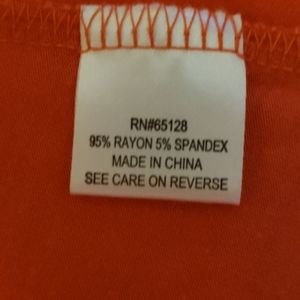 RN#65128
95% RAYON 5% SPANDEX
MADE IN CHINA
SEE CARE ON REVERSE